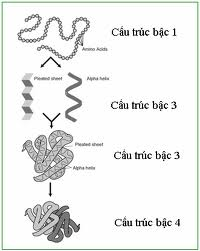 Cấu trúc bậc 1
Amino Acids
Pleated sheet
Alpha helix
Cấu trúc bậc 3
Pleated sheet
Cấu trúc bậc 3
Alpha helix
Cấu trúc bậc 4